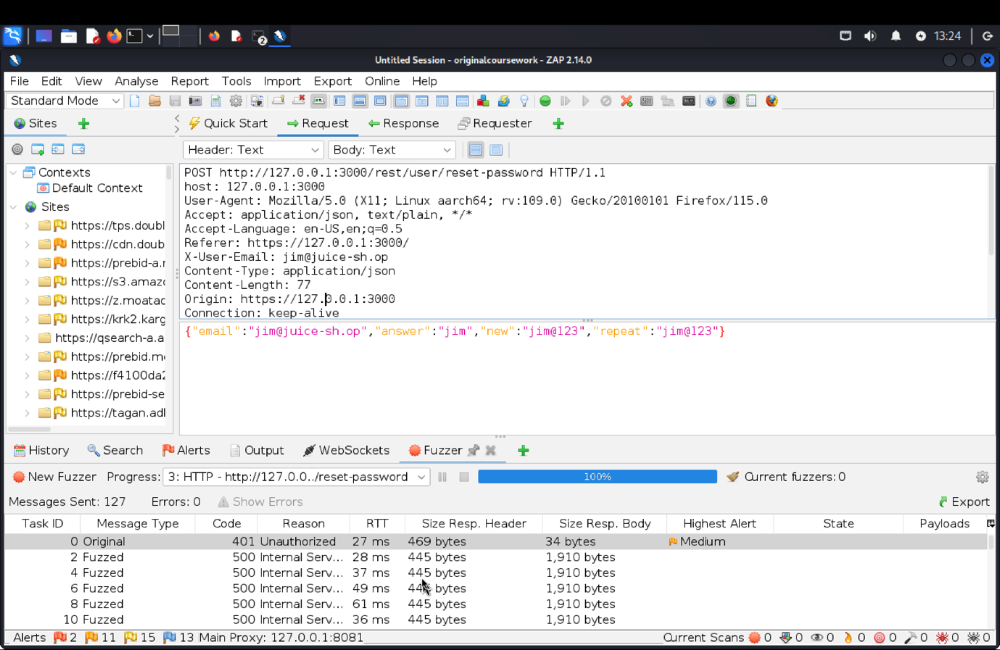 2
13:24
Untitled Session - originalcoursework - ZAP 2.14.0
File Edit View Analyse Report Tools Import Export Online Help
Standard Mode
Sites
Quick Start Request Response Requester
Header: Text Body: Text
Contexts
Default Context
Sites
https://tps.doubl
https://cdn.doub
https://prebid-a.r
https://s3.amazo
https://z.moatad
https://krk2.karg
https://qsearch-a.a
https://prebid.me
https://f4100da2
https://prebid-se
https://tagan.adl
POST http://127.0.0.1:3000/rest/user/reset-password HTTP/1.1
host: 127.0.0.1:3000
User-Agent: Mozilla/5.0 (X11; Linux aarch64; rv:109.0) Gecko/20100101 Firefox/115.0
Accept: application/json, text/plain, */*
Accept-Language: en-US,en;q=0.5
Referer: https://127.0.0.1:3000/
X-User-Email: jim@juice-sh.op
Content-Type: application/json
Content-Length: 77
Origin: https://127.0.0.1:3000
Connection: keep-alive
{"email":"jim@juice-sh.op","answer":"jim","new":"jim@123","repeat":"jim@123"}
History Search Alerts Output WebSockets Fuzzer
New Fuzzer Progress: 3: HTTP - http://127.0.0../reset-password 100% Current fuzzers: 0
Messages Sent: 127 Errors: 0 Show Errors Export
Task ID Message Type Code Reason RTT Size Resp. Header Size Resp. Body Highest Alert State Payloads
0 Original 401 Unauthorized 27 ms 469 bytes 34 bytes Medium
2 Fuzzed 500 Internal Serv... 28 ms 445 bytes 1,910 bytes
4 Fuzzed 500 Internal Serv... 37 ms 445 bytes 1,910 bytes
6 Fuzzed 500 Internal Serv... 49 ms 445 bytes 1,910 bytes
8 Fuzzed 500 Internal Serv... 61 ms 445 bytes 1,910 bytes
10 Fuzzed 500 Internal Serv... 36 ms 445 bytes 1,910 bytes
Alerts 2 11 15 13 Main Proxy: 127.0.0.1:8081 Current Scans 0 0 0 0 0 0 0 0